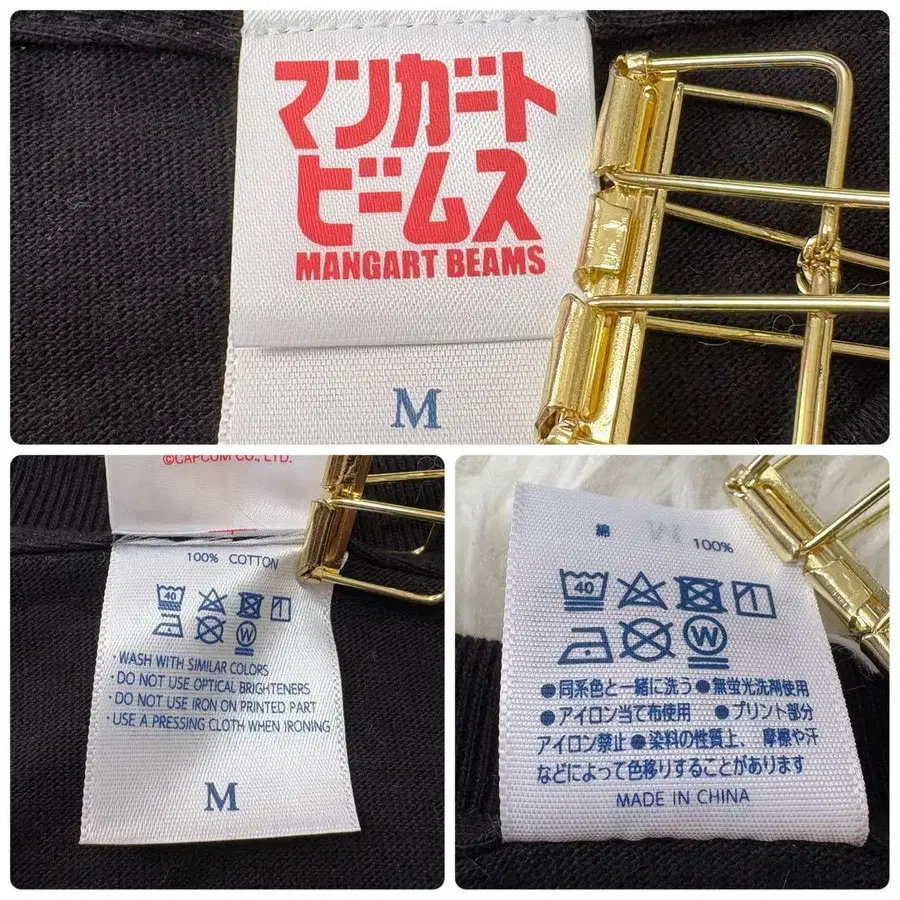 マンガート
ビームス
MANGART BEAMS
M
©CAPCOM CO., LTD.
100% COTTON
40
W
・WASH WITH SIMILAR COLORS
・DO NOT USE OPTICAL BRIGHTENERS
・DO NOT USE IRON ON PRINTED PART
・USE A PRESSING CLOTH WHEN IRONING
M
綿 100%
40
W
●同系色と一緒に洗う●無蛍光洗剤使用
●アイロン当て布使用 ●プリント部分
アイロン禁止●染料の性質上、摩擦や汗
などによって色移りすることがあります
MADE IN CHINA